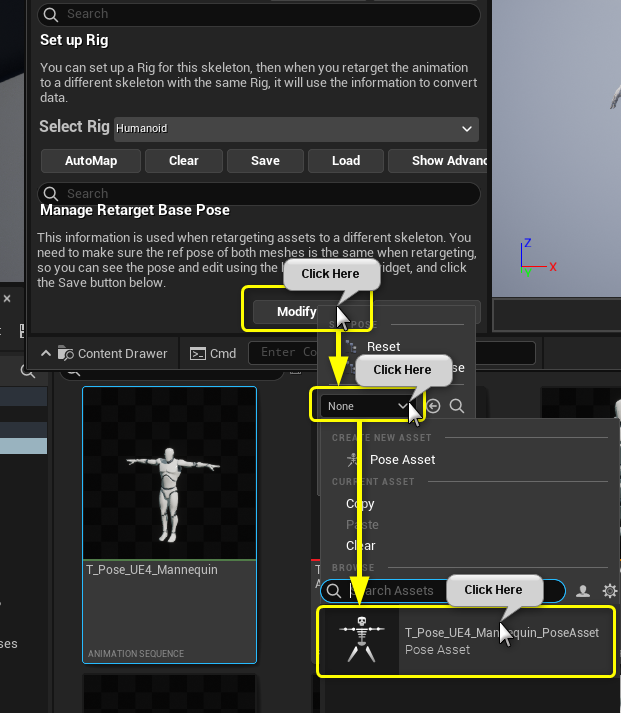 Search
Set up Rig
You can set up a Rig for this skeleton, then when you retarget the animation
to a different skeleton with the same Rig, it will use the information to convert
data.
Select Rig Humanoid
AutoMap Clear Save Load Show Advanc
Search
Manage Retarget Base Pose
This information is used when retargeting assets to a different skeleton. You
need to make sure the ref pose of both meshes is the same when retargeting,
so you can see the pose and edit using the idget, and click
the Save button below.
Click Here
Modify
Reset
Content Drawer Cmd Enter Co
Click Here
se
None
CREATE NEW ASSET
Pose Asset
CURRENT ASSET
Copy
Paste
Clear
BROWSE
Search Assets
Click Here
T_Pose_UE4_Mannequin_PoseAsset
Pose Asset
T_Pose_UE4_Mannequin
ANIMATION SEQUENCE
ses
Z
X
Y